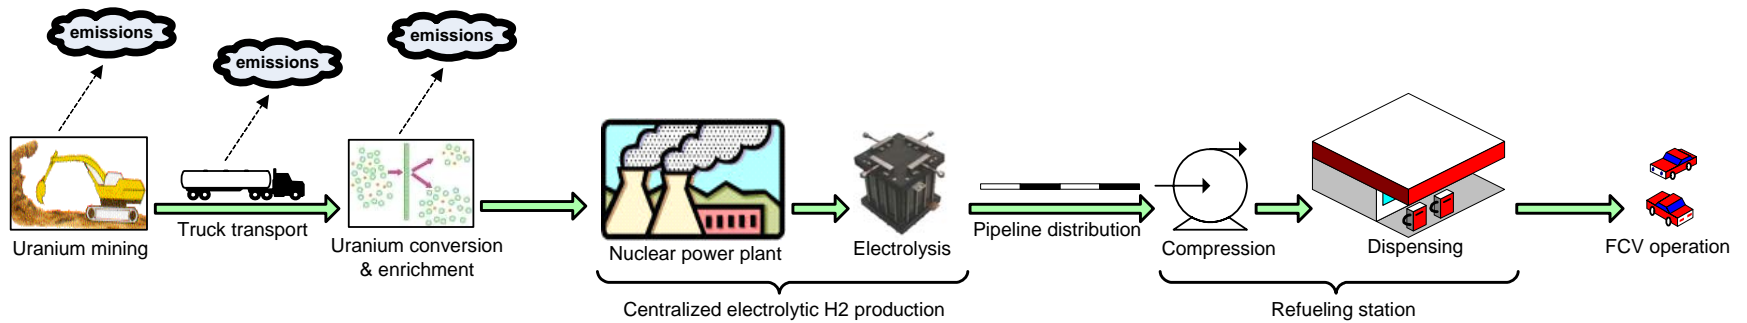 emissions
emissions
emissions
Uranium mining
Truck transport
Uranium conversion
& enrichment
Nuclear power plant
Electrolysis
Pipeline distribution
Compression
Dispensing
FCV operation
Centralized electrolytic H2 production
Refueling station